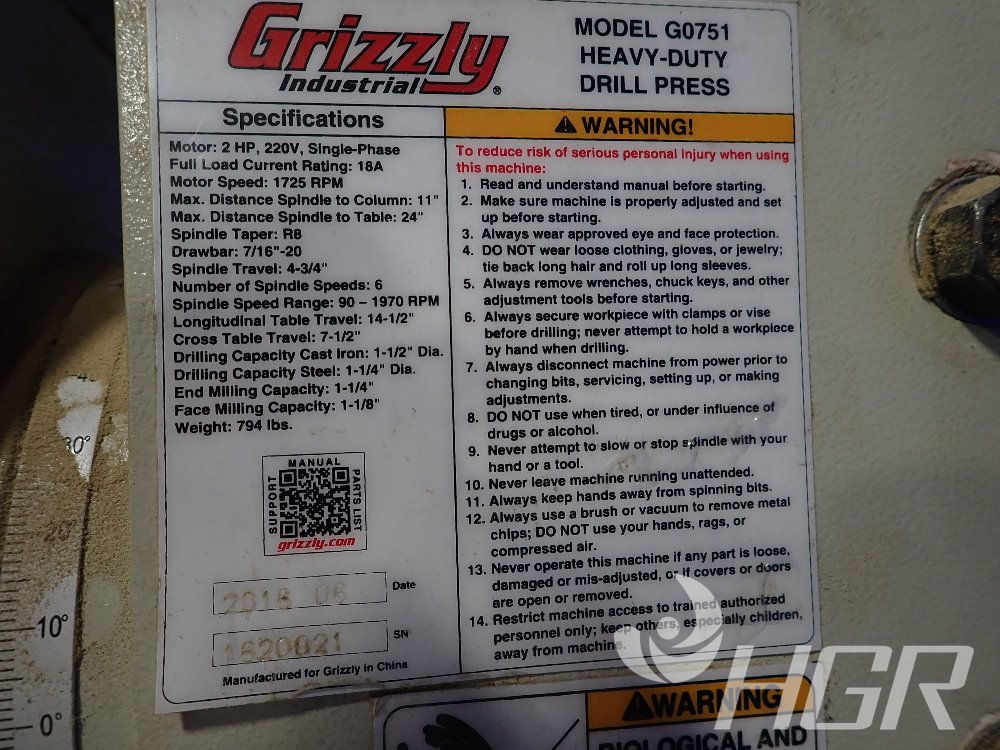 Grizzly
Industrial®
MODEL G0751
HEAVY-DUTY
DRILL PRESS
Specifications
Motor: 2 HP, 220V, Single-Phase
Full Load Current Rating: 18A
Motor Speed: 1725 RPM
Max. Distance Spindle to Column: 11"
Max. Distance Spindle to Table: 24"
Spindle Taper: R8
Drawbar: 7/16"-20
Spindle Travel: 4-3/4"
Number of Spindle Speeds: 6
Spindle Speed Range: 90 – 1970 RPM
Longitudinal Table Travel: 14-1/2"
Cross Table Travel: 7-1/2"
Drilling Capacity Cast Iron: 1-1/2" Dia.
Drilling Capacity Steel: 1-1/4" Dia.
End Milling Capacity: 1-1/4"
Face Milling Capacity: 1-1/8"
Weight: 794 lbs.
MANUAL
SUPPORT
PARTS LIST
grizzly.com
2018 06 Date
1820021 SN
Manufactured for Grizzly in China
WARNING!
To reduce risk of serious personal injury when using
this machine:
1. Read and understand manual before starting.
2. Make sure machine is properly adjusted and set
up before starting.
3. Always wear approved eye and face protection.
4. DO NOT wear loose clothing, gloves, or jewelry;
tie back long hair and roll up long sleeves.
5. Always remove wrenches, chuck keys, and other
adjustment tools before starting.
6. Always secure workpiece with clamps or vise
before drilling; never attempt to hold a workpiece
by hand when drilling.
7. Always disconnect machine from power prior to
changing bits, servicing, setting up, or making
adjustments.
8. DO NOT use when tired, or under influence of
drugs or alcohol.
9. Never attempt to slow or stop spindle with your
hand or a tool.
10. Never leave machine running unattended.
11. Always keep hands away from spinning bits.
12. Always use a brush or vacuum to remove metal
chips; DO NOT use your hands, rags, or
compressed air.
13. Never operate this machine if any part is loose,
damaged or mis-adjusted, or if covers or doors
are open or removed.
14. Restrict machine access to trained authorized
personnel only; keep others, especially children,
away from machine.
30°
10°
0°
WARNING
BIOLOGICAL AND
HGR